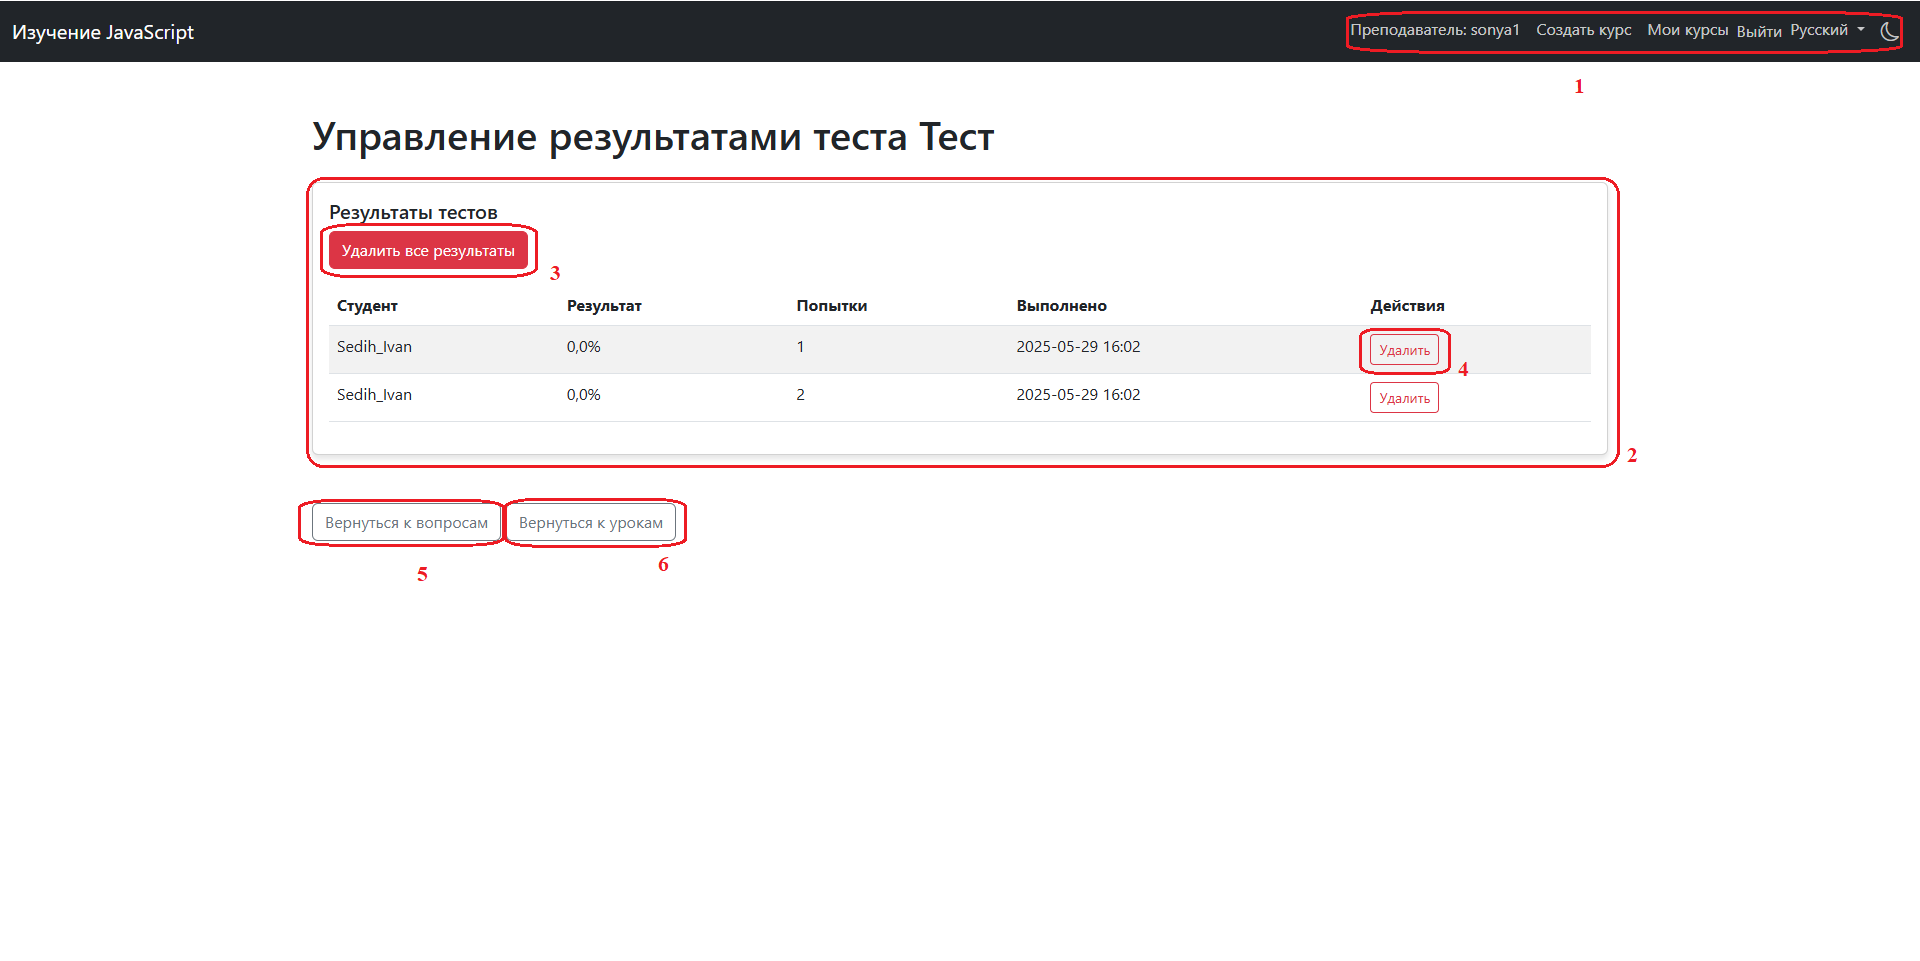 Изучение JavaScript
Преподаватель: sonya1 Создать курс Мои курсы Выйти Русский
1
Управление результатами теста Тест
Результаты тестов
Удалить все результаты
3
Студент Результат Попытки Выполнено Действия
Sedih_Ivan 0,0% 1 2025-05-29 16:02 Удалить
4
Sedih_Ivan 0,0% 2 2025-05-29 16:02 Удалить
2
Вернуться к вопросам Вернуться к урокам
5 6